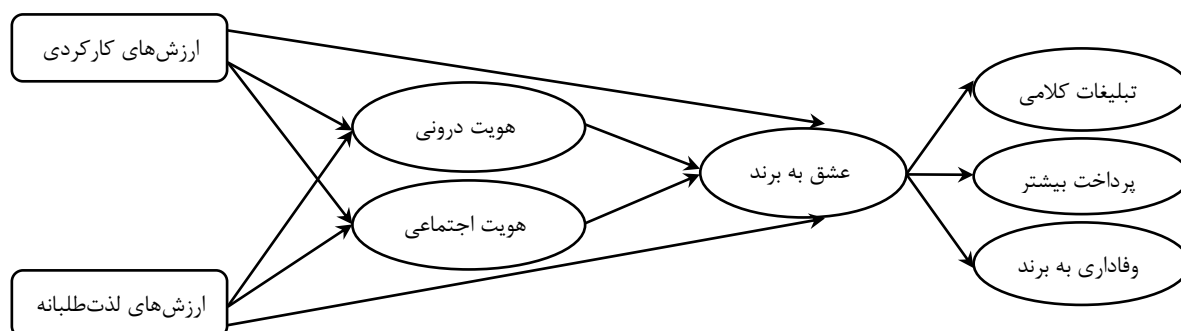 ارزش‌های کارکردی
تبلیغات کلامی
هویت درونی
عشق به برند
پرداخت بیشتر
هویت اجتماعی
وفاداری به برند
ارزش‌های لذت‌طلبانه